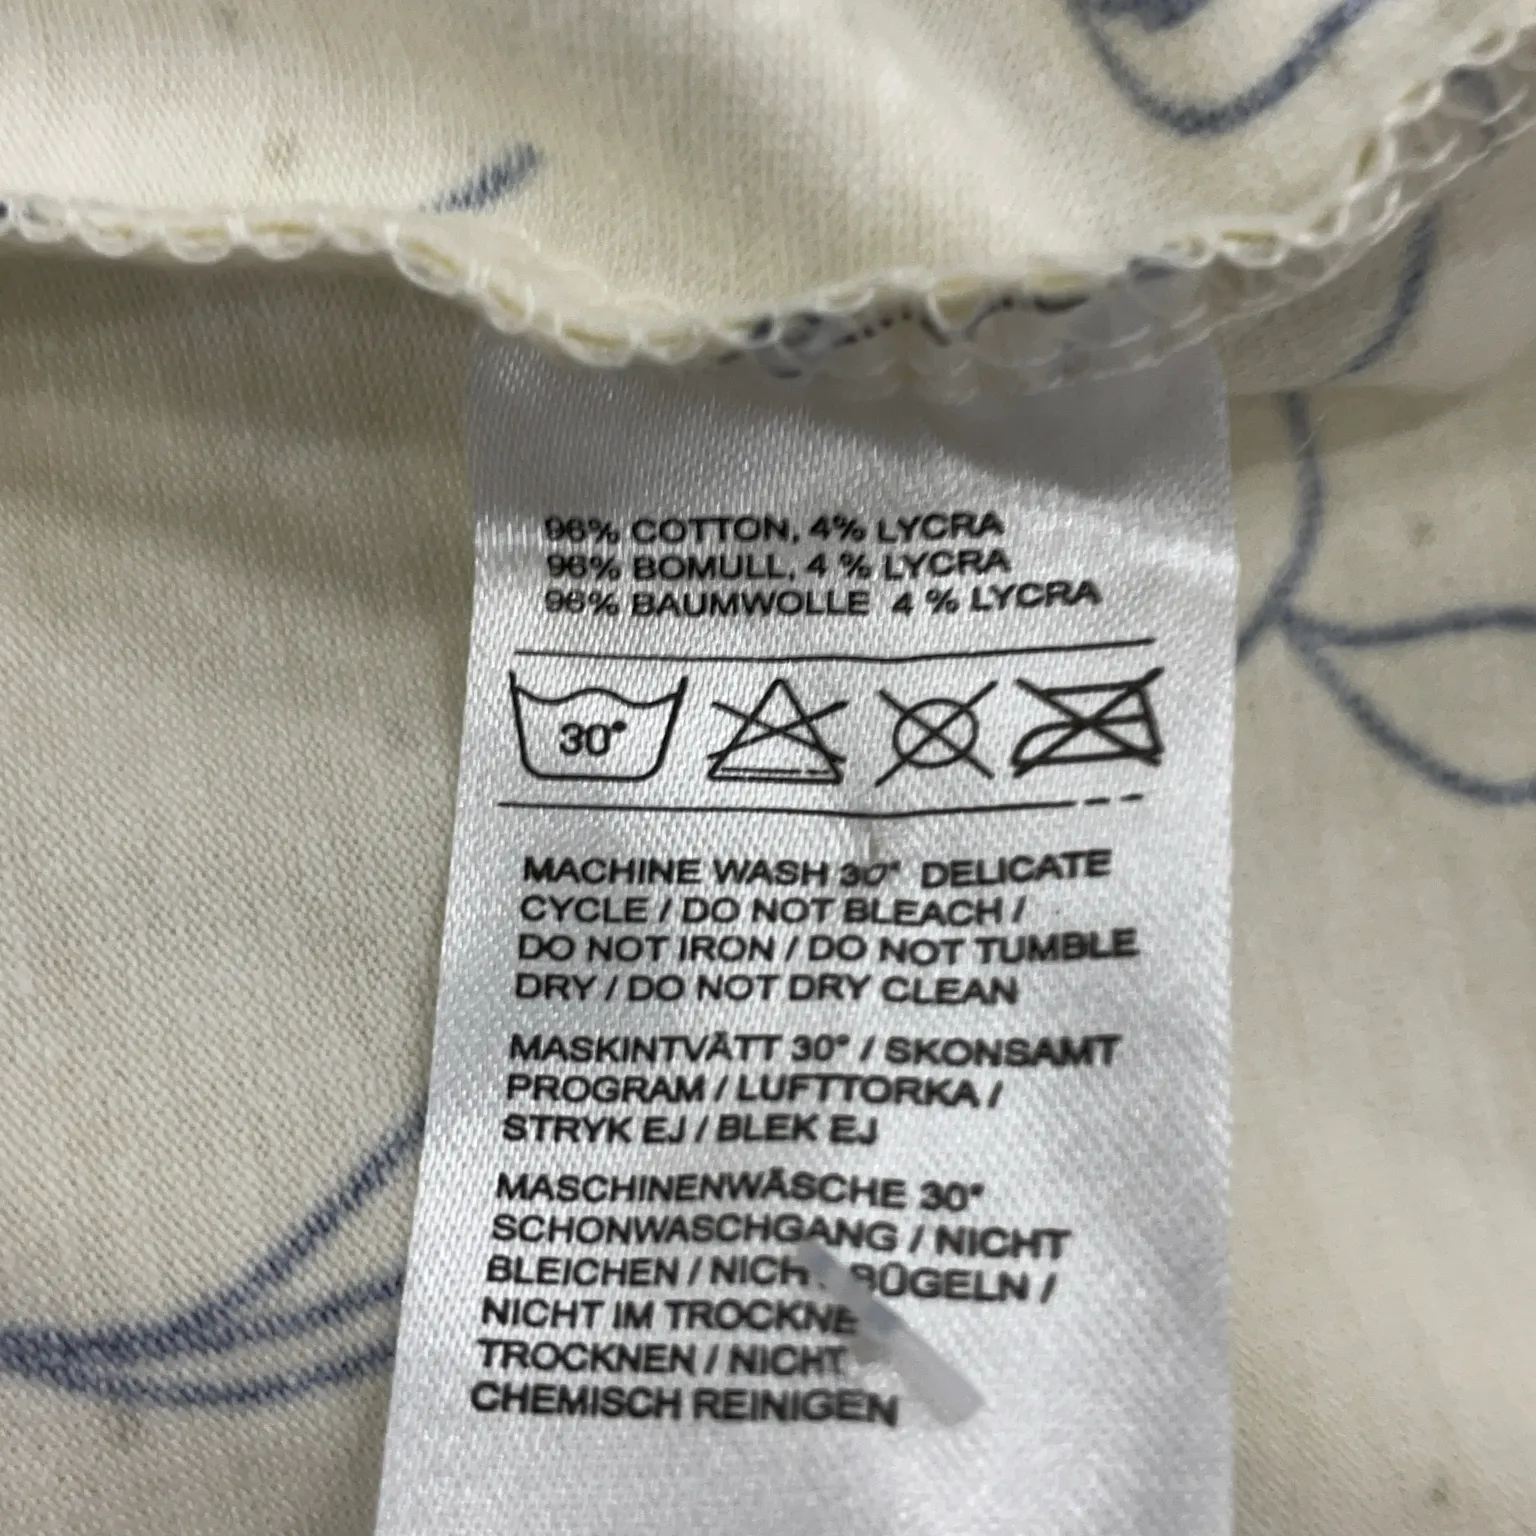 96% COTTON, 4% LYCRA
96% BOMULL, 4 % LYCRA
96% BAUMWOLLE 4 % LYCRA
30°
MACHINE WASH 30° DELICATE
CYCLE / DO NOT BLEACH /
DO NOT IRON / DO NOT TUMBLE
DRY / DO NOT DRY CLEAN
MASKINTVÄTT 30° / SKONSAMT
PROGRAM / LUFTTORKA /
STRYK EJ / BLEK EJ
MASCHINENWÄSCHE 30°
SCHONWASCHGANG / NICHT
BLEICHEN / NICHT BÜGELN /
NICHT IM TROCKNE
TROCKNEN / NICHT
CHEMISCH REINIGEN